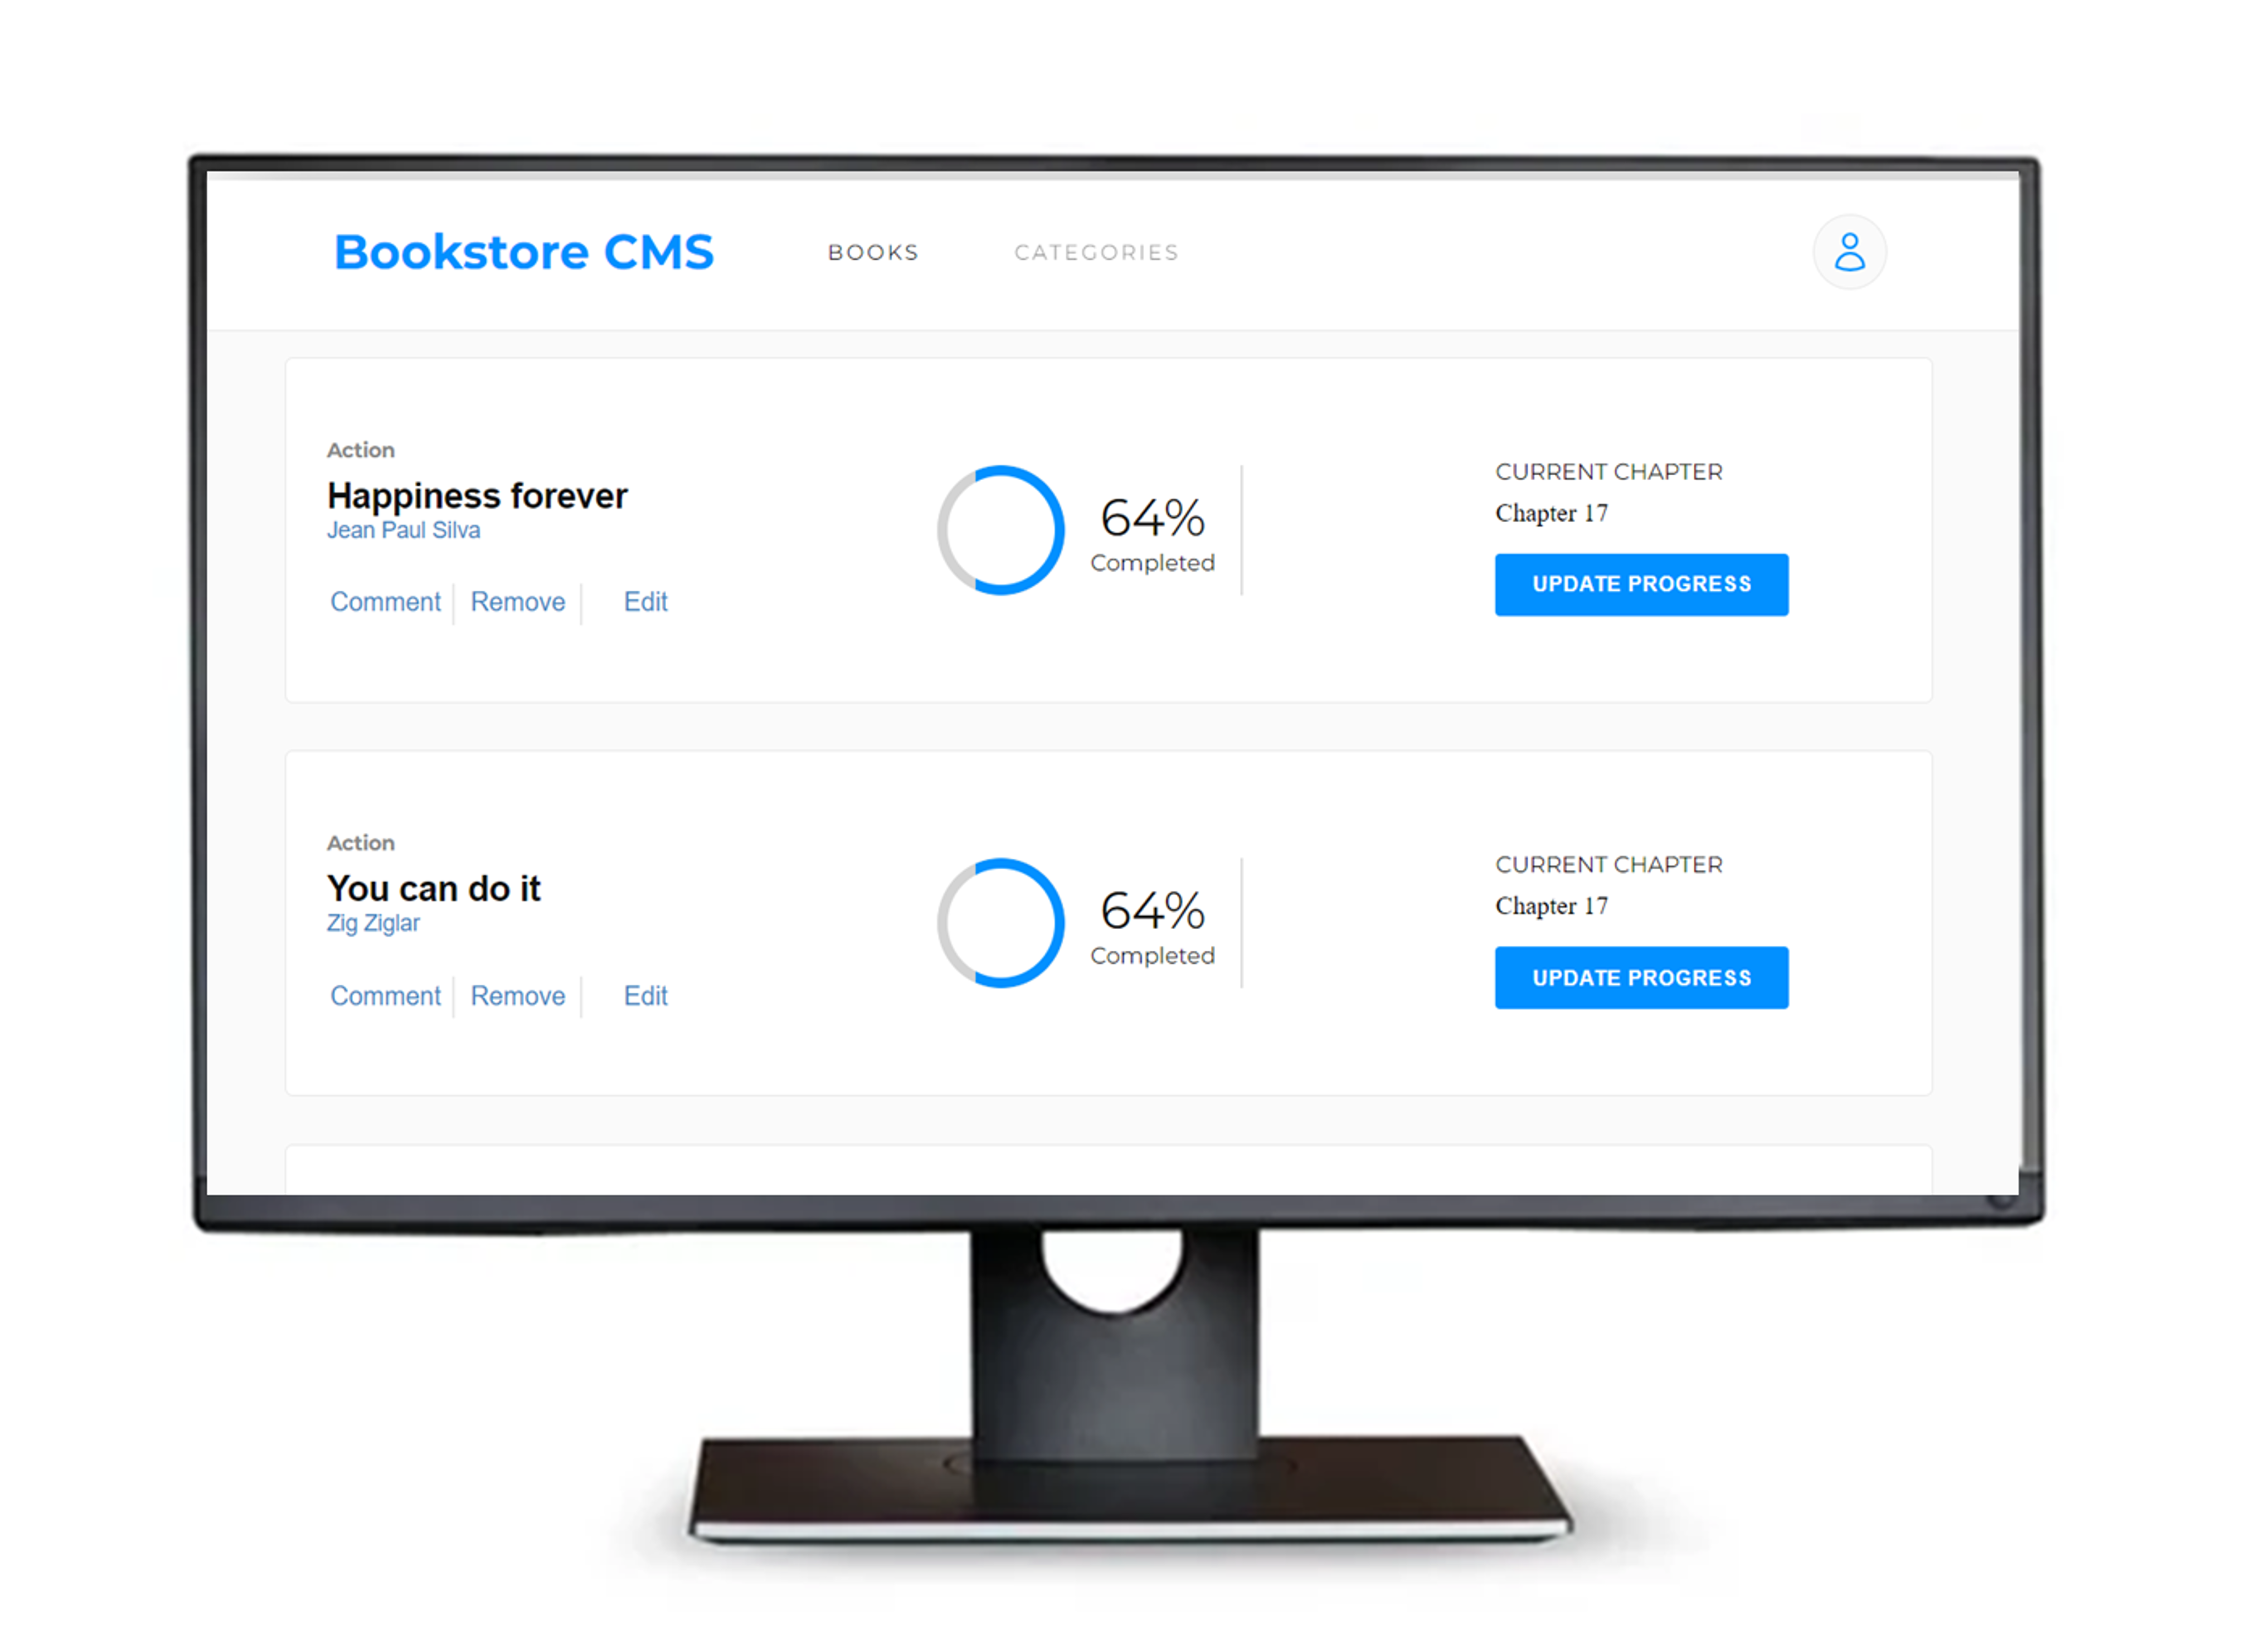 Bookstore CMS BOOKS CATEGORIES
Action
Happiness forever
Jean Paul Silva
Comment Remove Edit
64%
Completed
CURRENT CHAPTER
Chapter 17
UPDATE PROGRESS
Action
You can do it
Zig Ziglar
Comment Remove Edit
64%
Completed
CURRENT CHAPTER
Chapter 17
UPDATE PROGRESS